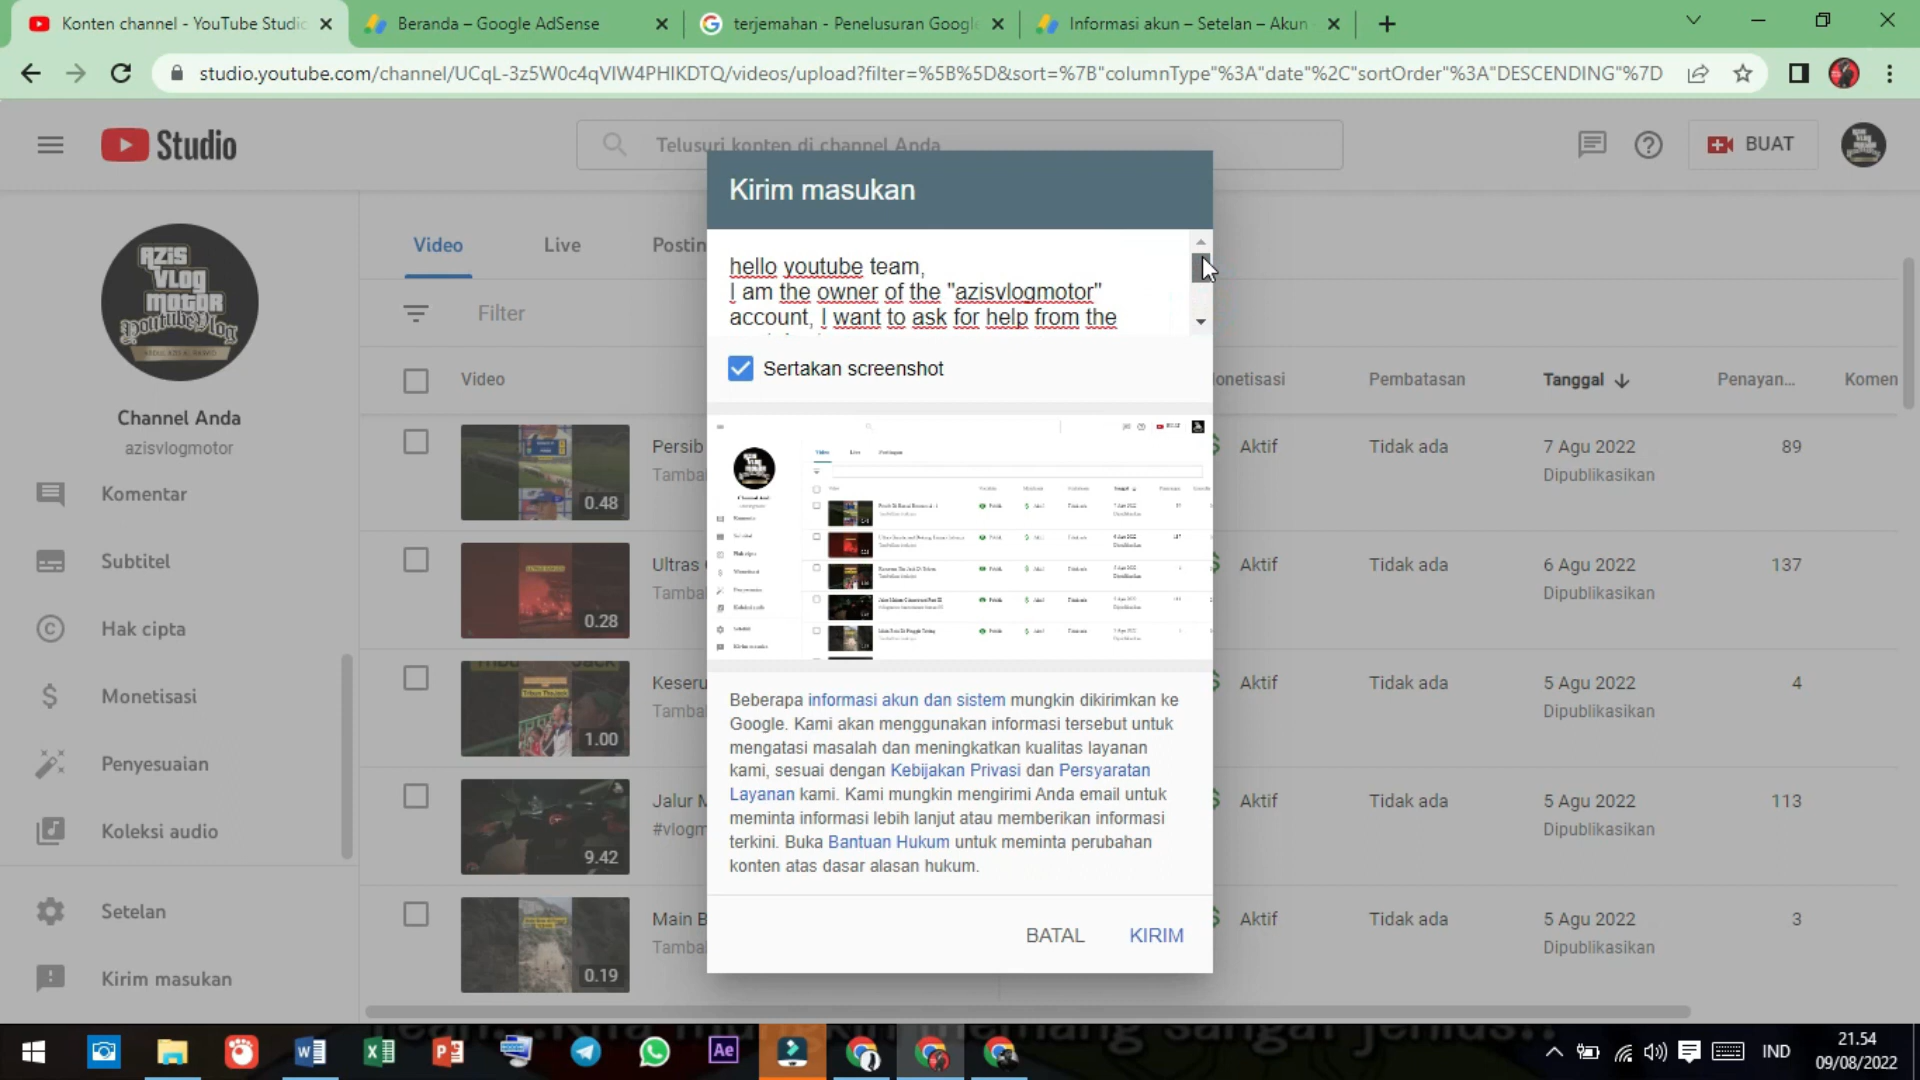 Konten channel - YouTube Studio
Beranda – Google AdSense
terjemahan - Penelusuran Google
Informasi akun – Setelan – Akun
studio.youtube.com/channel/UCqL-3z5W0c4qVIW4PHIKDTQ/videos/upload?filter=%5B%5D&sort=%7B"columnType"%3A"date"%2C"sortOrder"%3A"DESCENDING"%7D
Studio
Telusuri konten di channel Anda
BUAT
Kirim masukan
hello youtube team,
I am the owner of the "azisvlogmotor"
account, I want to ask for help from the
Sertakan screenshot
Beberapa informasi akun dan sistem mungkin dikirimkan ke
Google. Kami akan menggunakan informasi tersebut untuk
mengatasi masalah dan meningkatkan kualitas layanan
kami, sesuai dengan Kebijakan Privasi dan Persyaratan
Layanan kami. Kami mungkin mengirimi Anda email untuk
meminta informasi lebih lanjut atau memberikan informasi
terkini. Buka Bantuan Hukum untuk meminta perubahan
konten atas dasar alasan hukum.
BATAL
KIRIM
AZIS
VLOG
MOTOR
YoutubeVlog
Channel Anda
azisvlogmotor
Komentar
Subtitel
Hak cipta
Monetisasi
Penyesuaian
Koleksi audio
Setelan
Kirim masukan
Video
Live
Postin
Filter
Video
onetisasi
Pembatasan
Tanggal
Penayan...
Komen
0.48
Persib
Tambal
Aktif
Tidak ada
7 Agu 2022
Dipublikasikan
89
0.28
Ultras
Tambal
Aktif
Tidak ada
6 Agu 2022
Dipublikasikan
137
1.00
Keseru
Tambal
Aktif
Tidak ada
5 Agu 2022
Dipublikasikan
4
9.42
Jalur M
#vlogm
Aktif
Tidak ada
5 Agu 2022
Dipublikasikan
113
0.19
Main B
Tambal
Aktif
Tidak ada
5 Agu 2022
Dipublikasikan
3
IND
21.54
09/08/2022